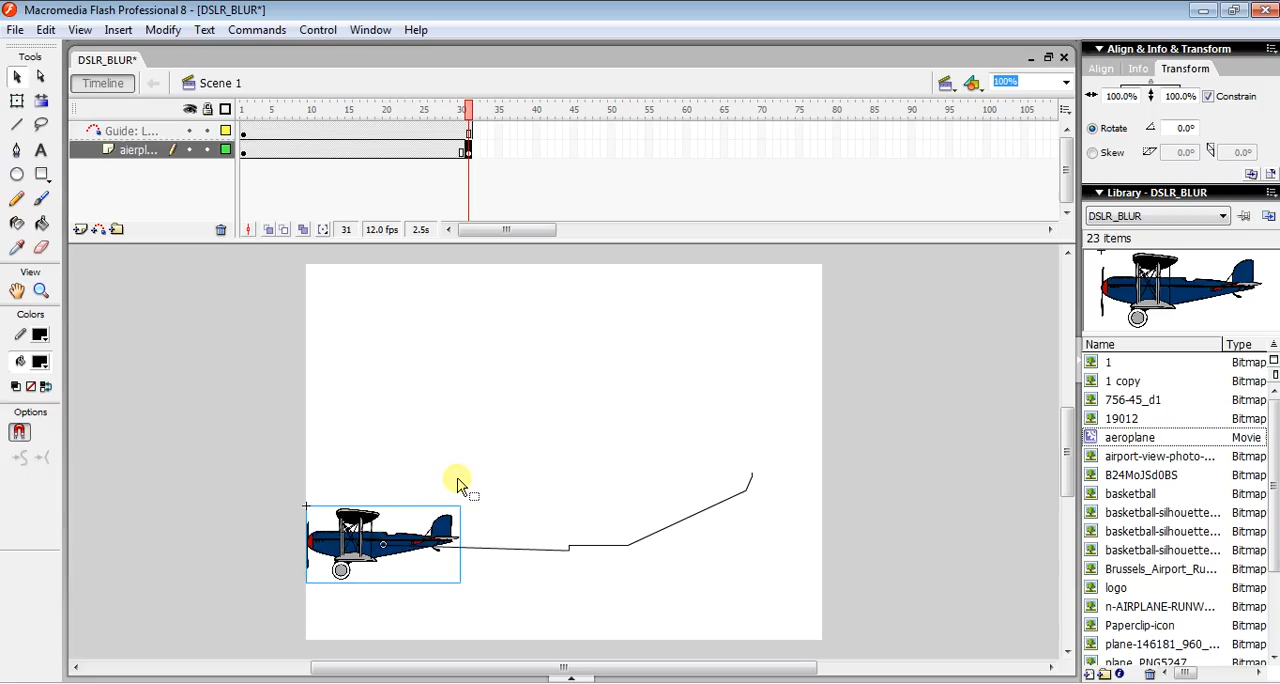 Macromedia Flash Professional 8 - [DSLR_BLUR*]
File Edit View Insert Modify Text Commands Control Window Help
Tools
DSLR_BLUR*
Align & Info & Transform
Timeline
Scene 1
100%
Align Info Transform
1 5 10 15 20 25 30 35 40 45 50 55 60 65 70 75 80 85 90 95 100 105
100.0% 100.0% Constrain
Guide: L...
Rotate 0.0°
aierpl...
Skew 0.0° 0.0°
Library - DSLR_BLUR
DSLR_BLUR
31 12.0 fps 2.5s
23 items
View
Colors
Options
Name Type
1 Bitmap
1 copy Bitmap
756-45_d1 Bitmap
19012 Bitmap
aeroplane Movie
airport-view-photo-... Bitmap
B24MoJSd0BS Bitmap
basketball Bitmap
basketball-silhouette... Bitmap
basketball-silhouette... Bitmap
basketball-silhouette... Bitmap
Brussels_Airport_Ru... Bitmap
logo Bitmap
n-AIRPLANE-RUNW... Bitmap
Paperclip-icon Bitmap
plane-146181_960_... Bitmap
plane_PNG5247 Bitmap